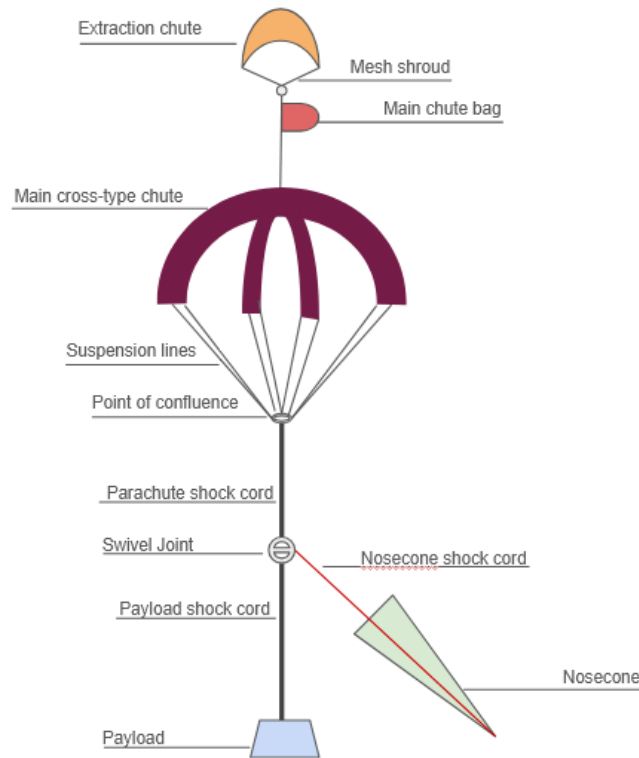 Extraction chute
Mesh shroud
Main chute bag
Main cross-type chute
Suspension lines
Point of confluence
Parachute shock cord
Swivel Joint
Nosecone shock cord
Payload shock cord
Nosecone
Payload